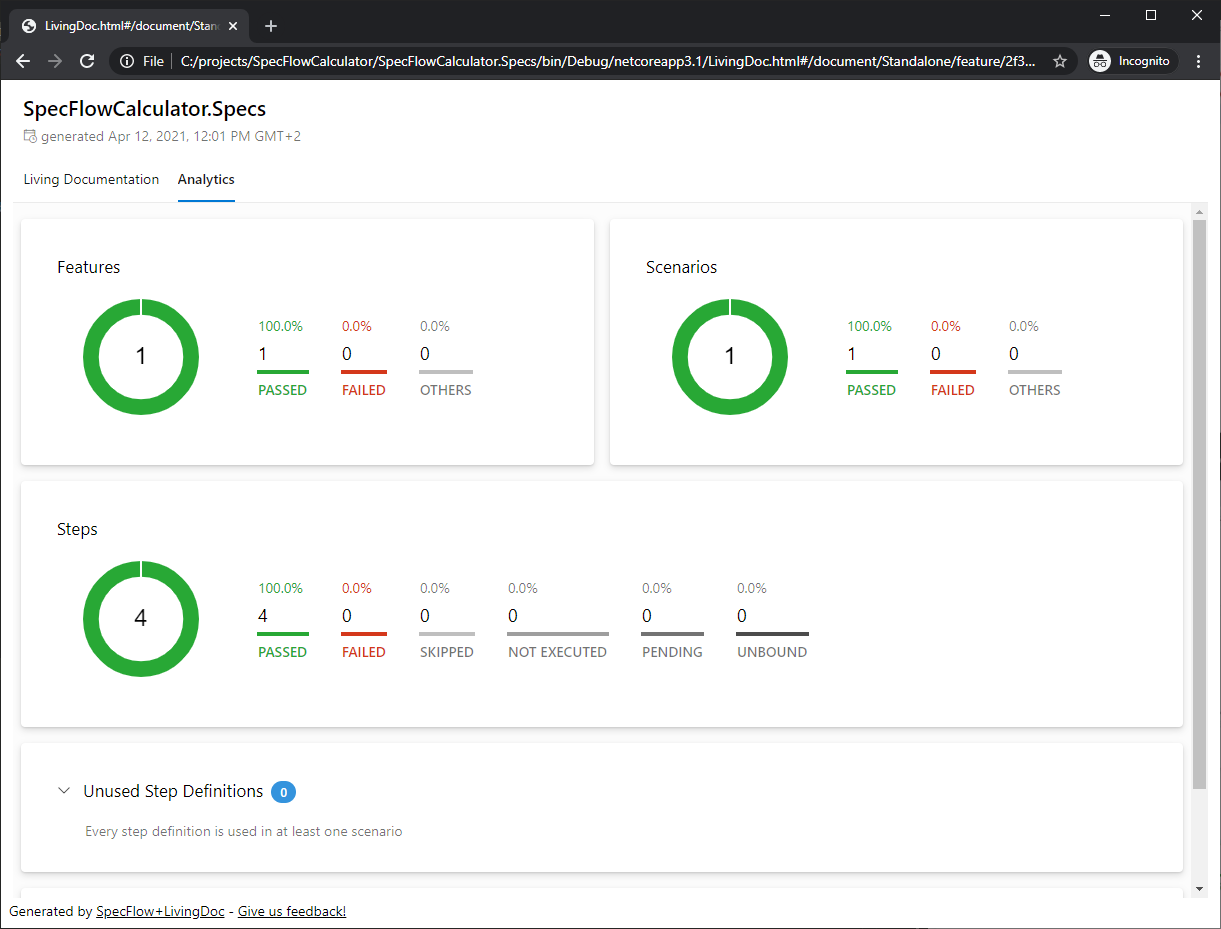 LivingDoc.html#/document/Stan
File
C:/projects/SpecFlowCalculator/SpecFlowCalculator.Specs/bin/Debug/netcoreapp3.1/LivingDoc.html#/document/Standalone/feature/2f3...
Incognito
SpecFlowCalculator.Specs
generated Apr 12, 2021, 12:01 PM GMT+2
Living Documentation Analytics
Features
1
100.0% 0.0% 0.0%
1 0 0
PASSED FAILED OTHERS
Scenarios
1
100.0% 0.0% 0.0%
1 0 0
PASSED FAILED OTHERS
Steps
4
100.0% 0.0% 0.0% 0.0% 0.0% 0.0%
4 0 0 0 0 0
PASSED FAILED SKIPPED NOT EXECUTED PENDING UNBOUND
Unused Step Definitions 0
Every step definition is used in at least one scenario
Generated by SpecFlow+LivingDoc - Give us feedback!